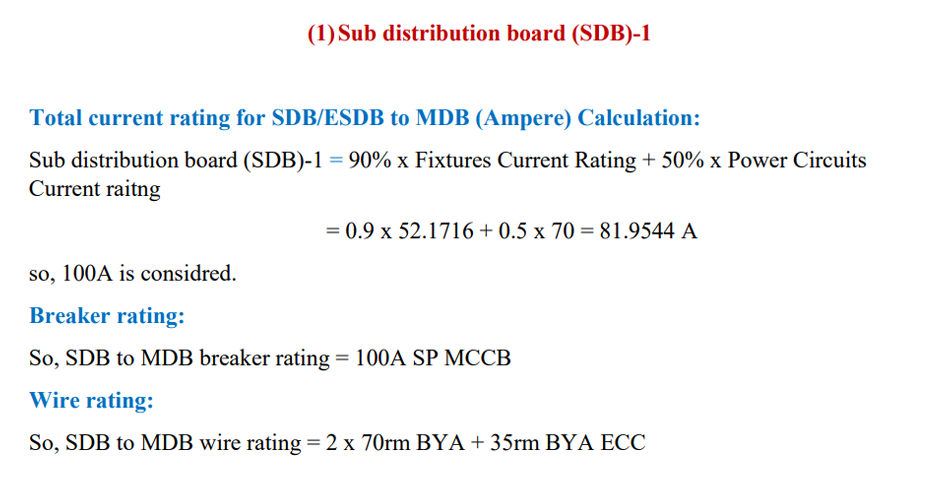 (1) Sub distribution board (SDB)-1
Total current rating for SDB/ESDB to MDB (Ampere) Calculation:
Sub distribution board (SDB)-1 = 90% x Fixtures Current Rating + 50% x Power Circuits
Current raitng
= 0.9 x 52.1716 + 0.5 x 70 = 81.9544 A
so, 100A is considred.
Breaker rating:
So, SDB to MDB breaker rating = 100A SP MCCB
Wire rating:
So, SDB to MDB wire rating = 2 x 70rm BYA + 35rm BYA ECC